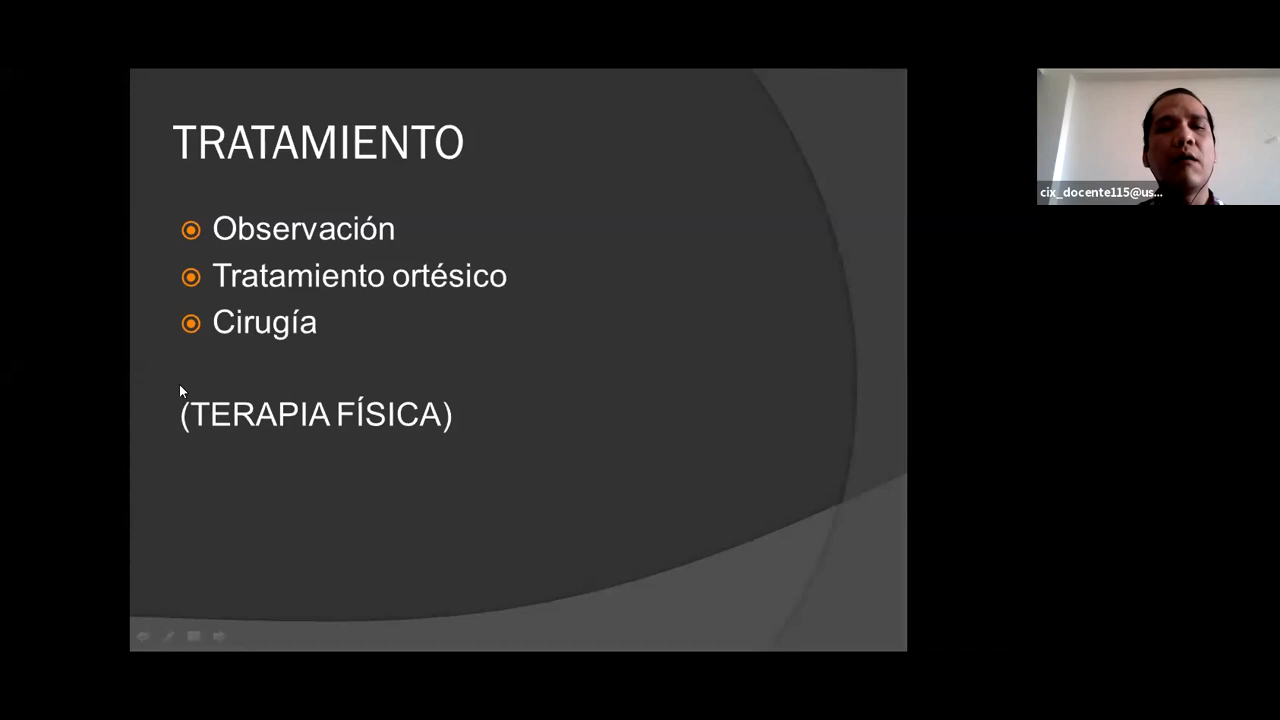 TRATAMIENTO
Observación
Tratamiento ortésico
Cirugía
(TERAPIA FÍSICA)
cix_docente115@us...